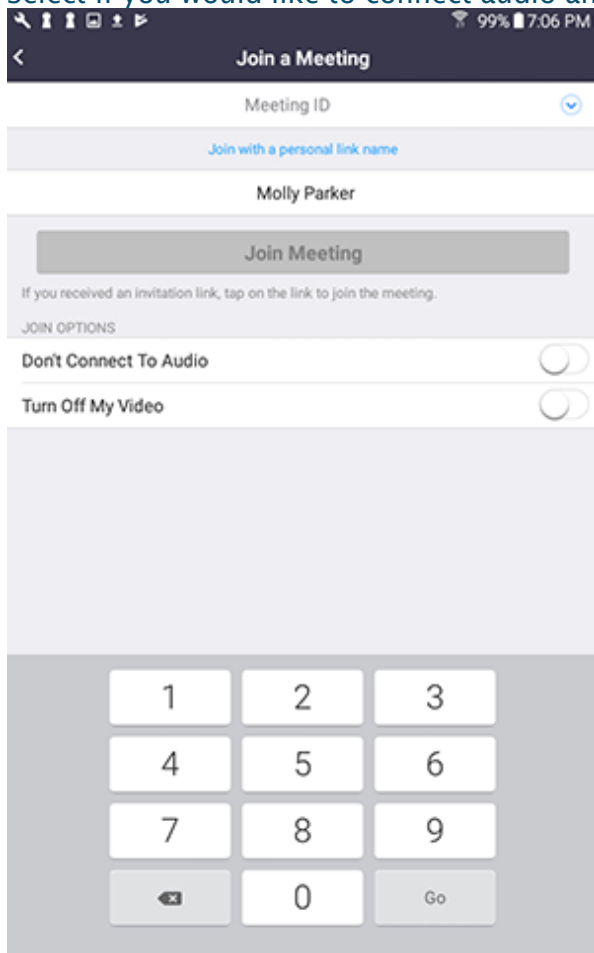 Select if you would like to connect audio an
99% 7:06 PM
Join a Meeting
Meeting ID
Join with a personal link name
Molly Parker
Join Meeting
If you received an invitation link, tap on the link to join the meeting.
JOIN OPTIONS
Don't Connect To Audio
Turn Off My Video
1 2 3
4 5 6
7 8 9
0 Go